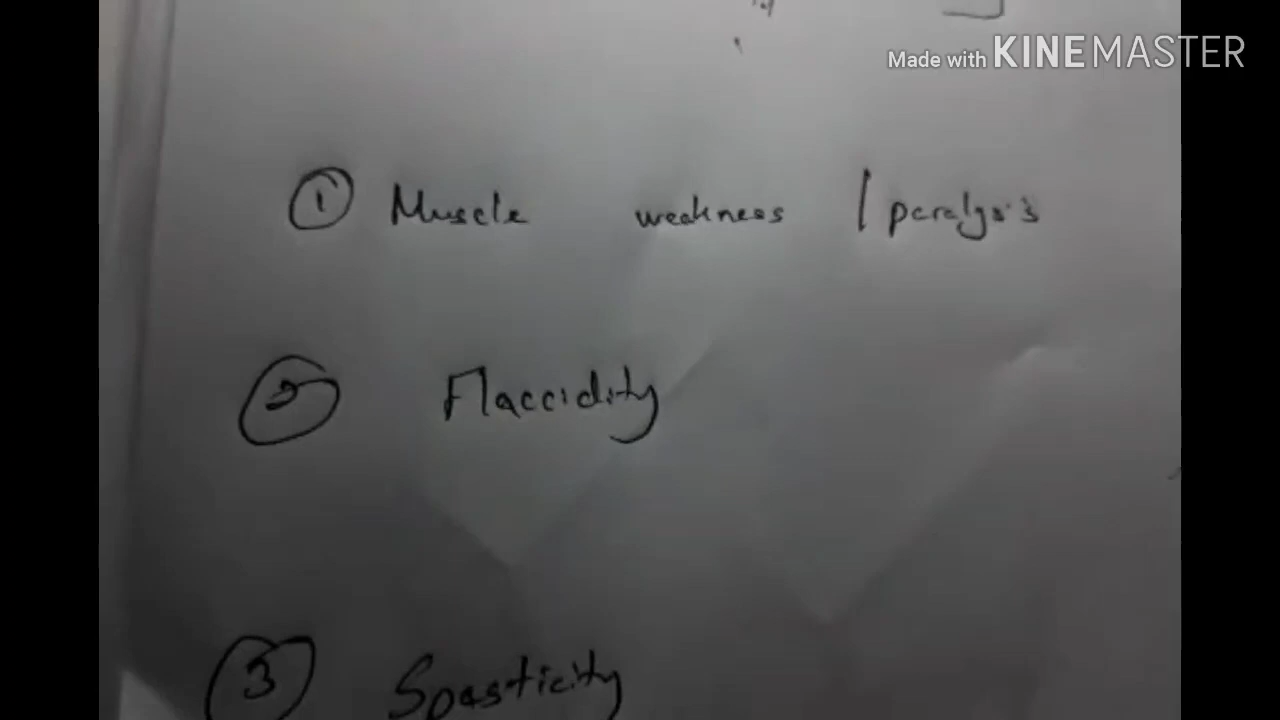 Made with KINEMASTER
① Muscle weakness / paralysis
② Flaccidity
③ Spasticity